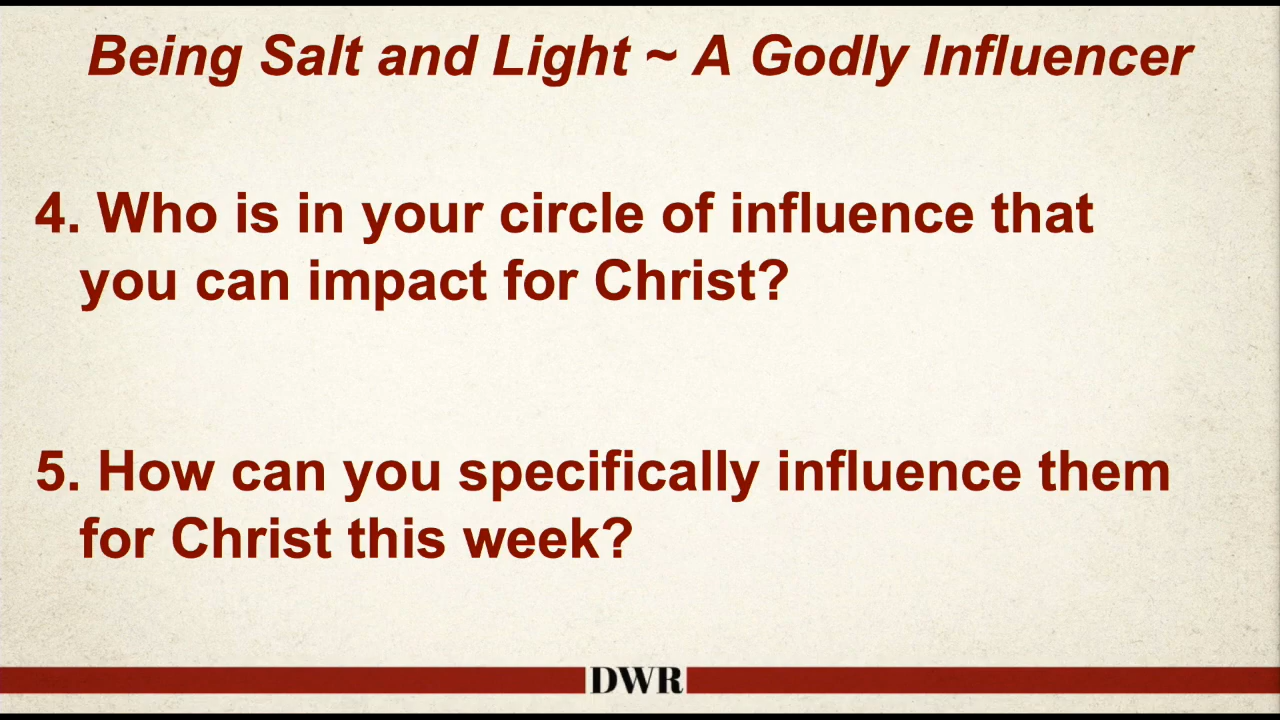 Being Salt and Light ~ A Godly Influencer
4. Who is in your circle of influence that
you can impact for Christ?
5. How can you specifically influence them
for Christ this week?
DWR